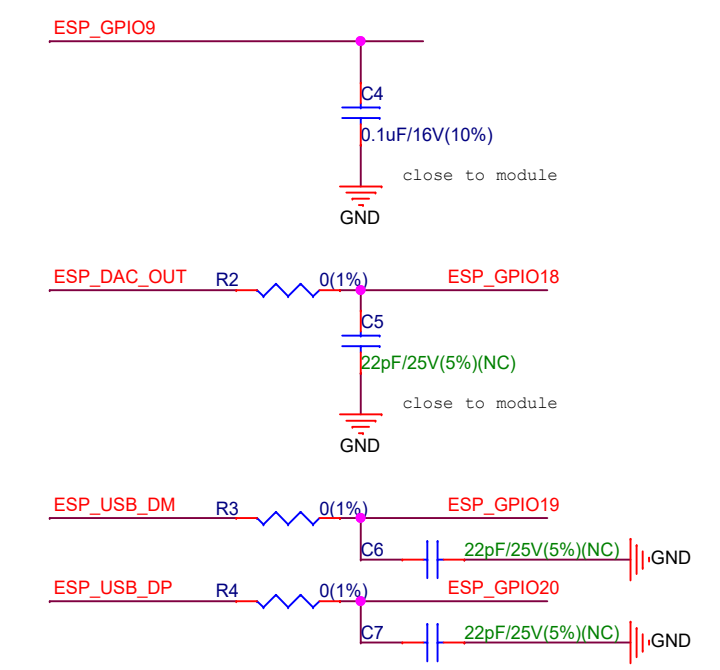 ESP_GPIO9
C4
0.1uF/16V(10%)
close to module
GND
ESP_DAC_OUT R2 0(1%) ESP_GPIO18
C5
22pF/25V(5%)(NC)
close to module
GND
ESP_USB_DM R3 0(1%) ESP_GPIO19
C6 22pF/25V(5%)(NC) GND
ESP_USB_DP R4 0(1%) ESP_GPIO20
C7 22pF/25V(5%)(NC) GND